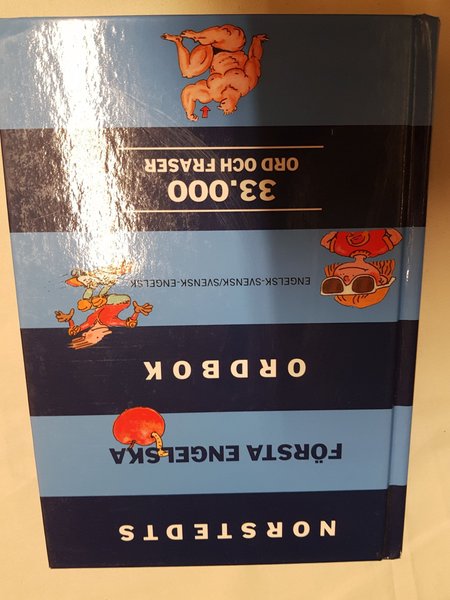 NORSTEDTS
FÖRSTA ENGELSKA
ORDBOK
ENGELSK-SVENSK/SVENSK-ENGELSK
33.000
ORD OCH FRASER